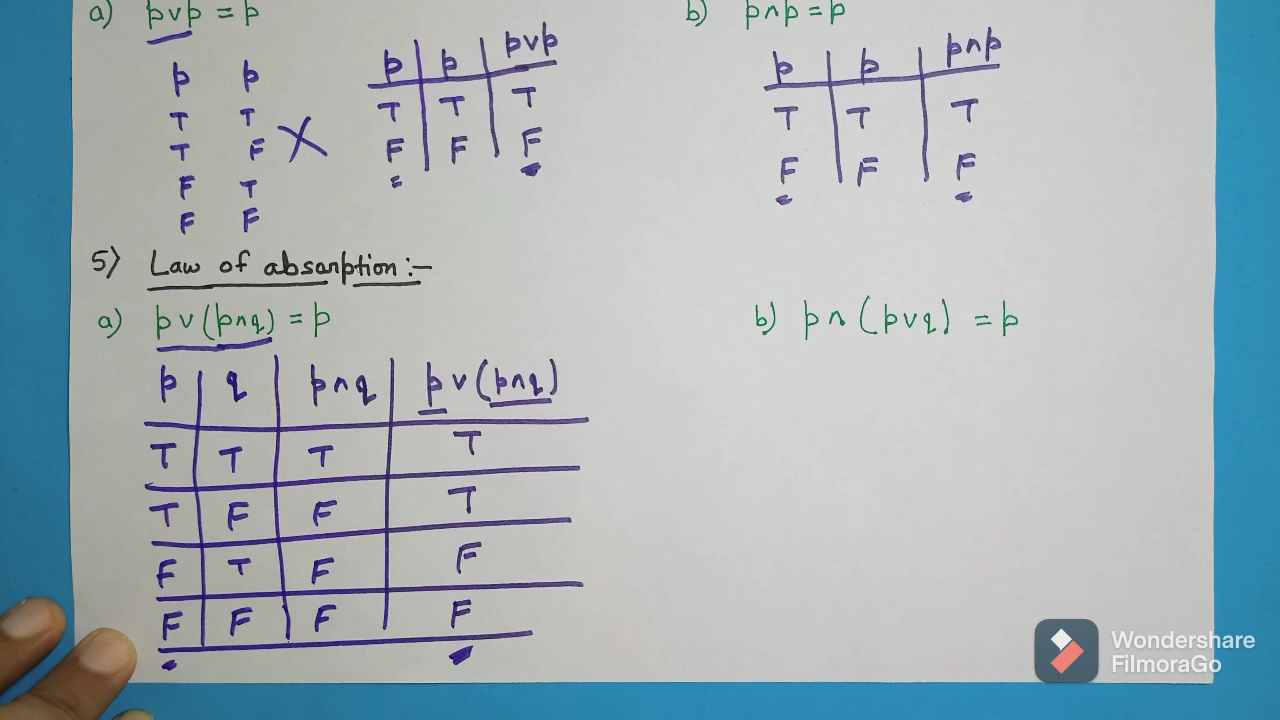 a) p∨p = p
p p
T T
T F
F T
F F
p p p∨p
T T T
F F F
b) p∧p = p
p p p∧p
T T T
F F F
5) Law of absorption :-
a) p∨(p∧q) = p
p q p∧q p∨(p∧q)
T T T T
T F F T
F T F F
F F F F
b) p∧(p∨q) = p
Wondershare
FilmoraGo